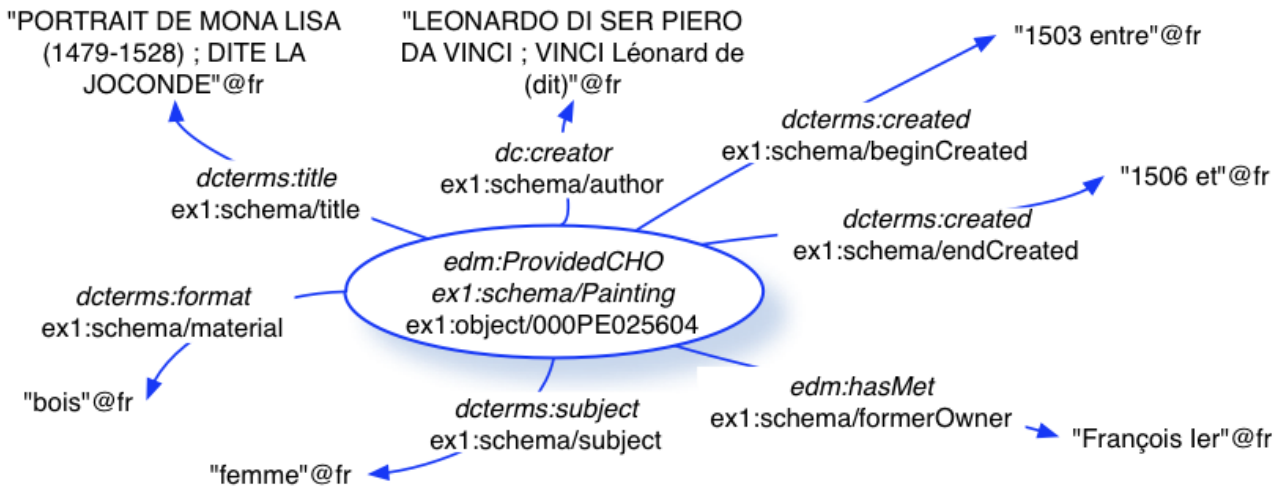 "PORTRAIT DE MONA LISA
(1479-1528) ; DITE LA
JOCONDE"@fr
"LEONARDO DI SER PIERO
DA VINCI ; VINCI Léonard de
(dit)"@fr
"1503 entre"@fr
dcterms:created
ex1:schema/beginCreated
dc:creator
ex1:schema/author
dcterms:title
ex1:schema/title
"1506 et"@fr
dcterms:created
ex1:schema/endCreated
edm:ProvidedCHO
ex1:schema/Painting
ex1:object/000PE025604
dcterms:format
ex1:schema/material
"bois"@fr
dcterms:subject
ex1:schema/subject
"femme"@fr
edm:hasMet
ex1:schema/formerOwner
"François Ier"@fr